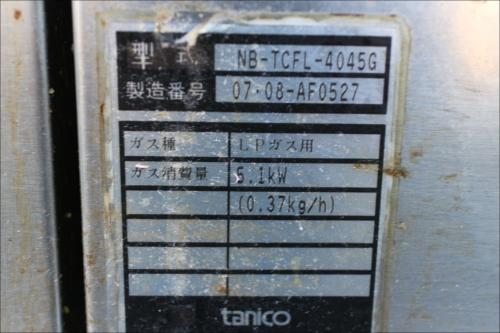 型式 NB-TCFL-4045G
製造番号 07·08-AF0527
ガス種 LPガス用
ガス消費量 5.1kW
(0.37kg/h)
tanico